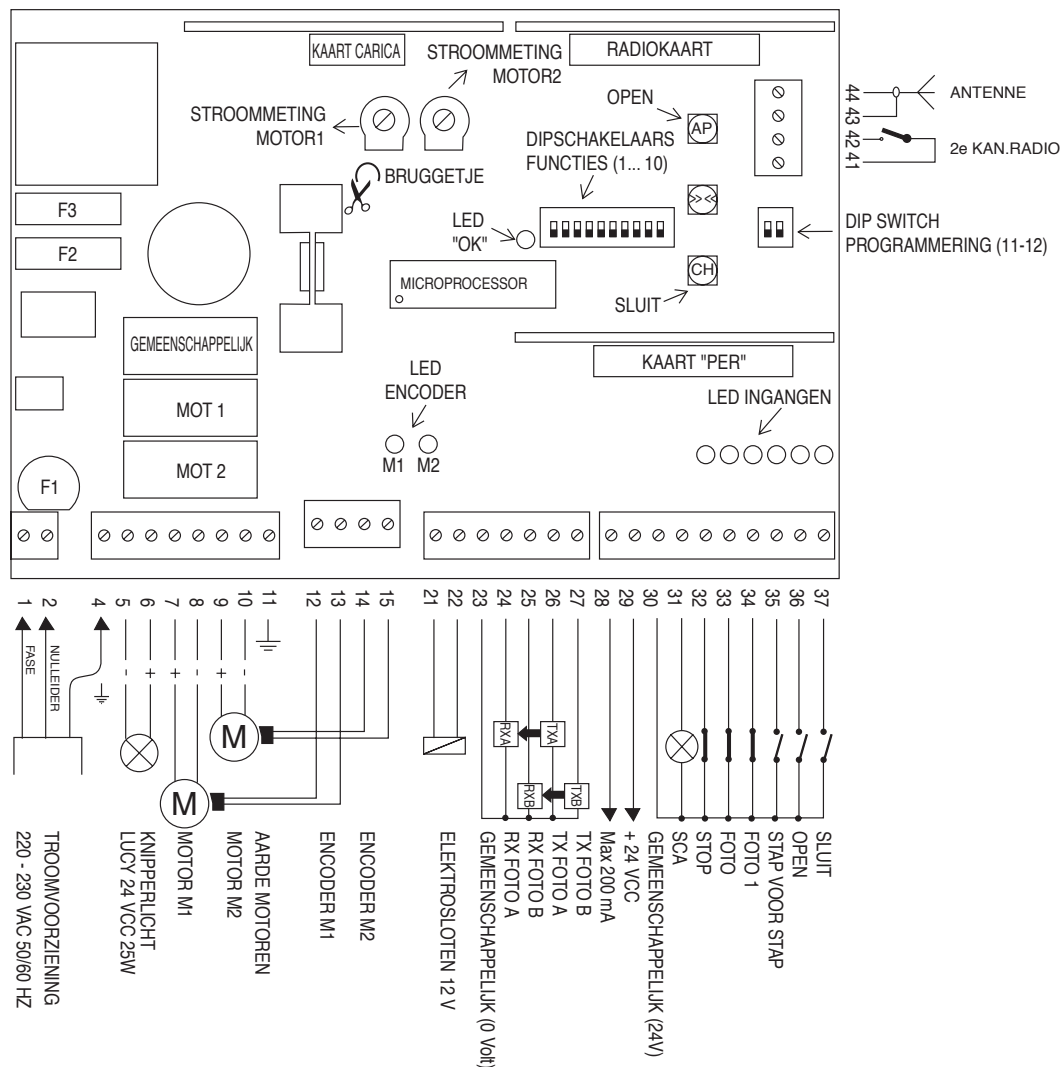 KAART CARICA
STROOMMETING
MOTOR2
RADIOKAART
STROOMMETING
MOTOR1
OPEN
AP
DIPSCHAKELAARS
FUNCTIES (1... 10)
44
43
42
41
ANTENNE
2e KAN.RADIO
BRUGGETJE
F3
F2
LED
"OK"
>> <<
DIP SWITCH
PROGRAMMERING (11-12)
MICROPROCESSOR
CH
SLUIT
GEMEENSCHAPPELIJK
KAART "PER"
MOT 1
LED
ENCODER
LED INGANGEN
MOT 2
M1 M2
F1
1 2 4 5 6 7 8 9 10 11 12 13 14 15 21 22 23 24 25 26 27 28 29 30 31 32 33 34 35 36 37
FASE
NULLEIDER
- + + - + -
M
M
RXA
TXA
RXB
TXB
220 - 230 VAC 50/60 HZ
TROOMVOORZIENING
LUCY 24 VCC 25W
KNIPPERLICHT
MOTOR M1
MOTOR M2
AARDE MOTOREN
ENCODER M1
ENCODER M2
ELEKTROSLOTEN 12 V
GEMEENSCHAPPELIJK (0 Volt)
RX FOTO A
RX FOTO B
TX FOTO A
TX FOTO B
Max 200 mA
+ 24 VCC
GEMEENSCHAPPELIJK (24V)
SCA
STOP
FOTO
FOTO 1
STAP VOOR STAP
OPEN
SLUIT